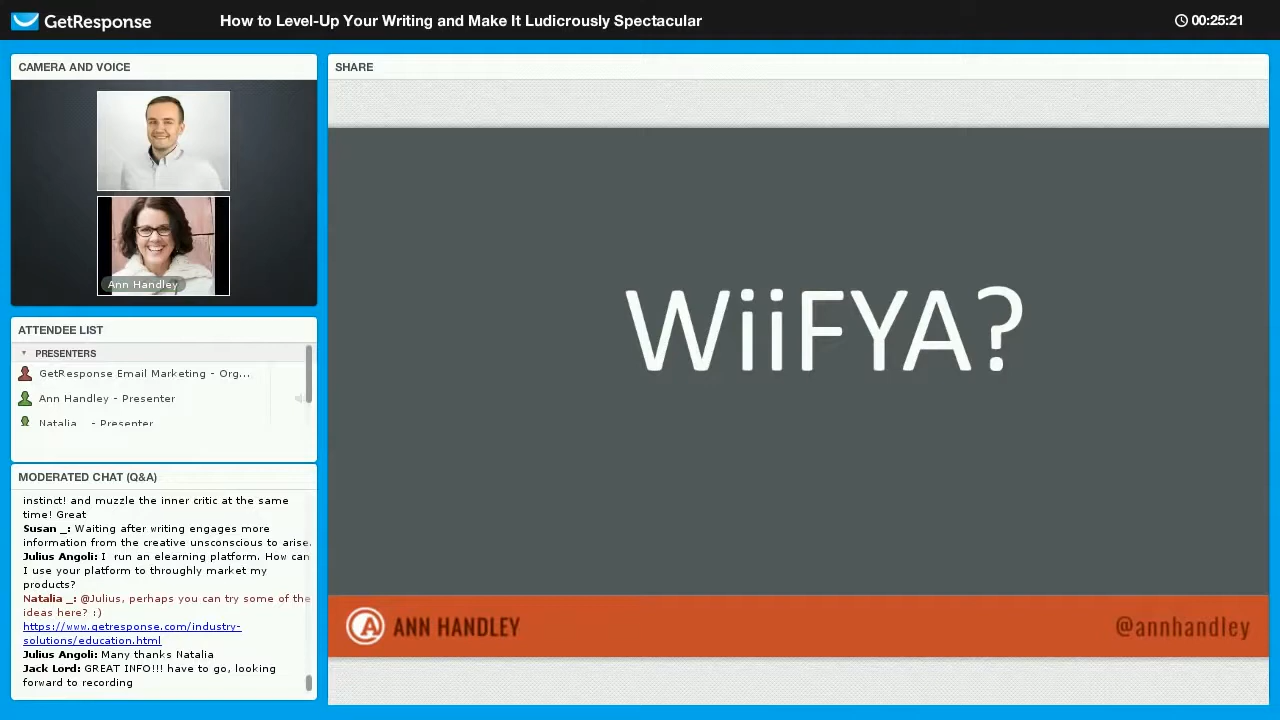 GetResponse
How to Level-Up Your Writing and Make It Ludicrously Spectacular
00:25:21
CAMERA AND VOICE
Ann Handley
ATTENDEE LIST
PRESENTERS
GetResponse Email Marketing - Org...
Ann Handley - Presenter
Natalia _ - Presenter
MODERATED CHAT (Q&A)
instinct! and muzzle the inner critic at the same
time! Great
Susan _: Waiting after writing engages more
information from the creative unsconscious to arise.
Julius Angoli: I run an elearning platform. How can
I use your platform to throughly market my
products?
Natalia _: @Julius, perhaps you can try some of the
ideas here? :)
https://www.getresponse.com/industry-
solutions/education.html
Julius Angoli: Many thanks Natalia
Jack Lord: GREAT INFO!!! have to go, looking
forward to recording
SHARE
WiiFYA?
ANN HANDLEY
@annhandley